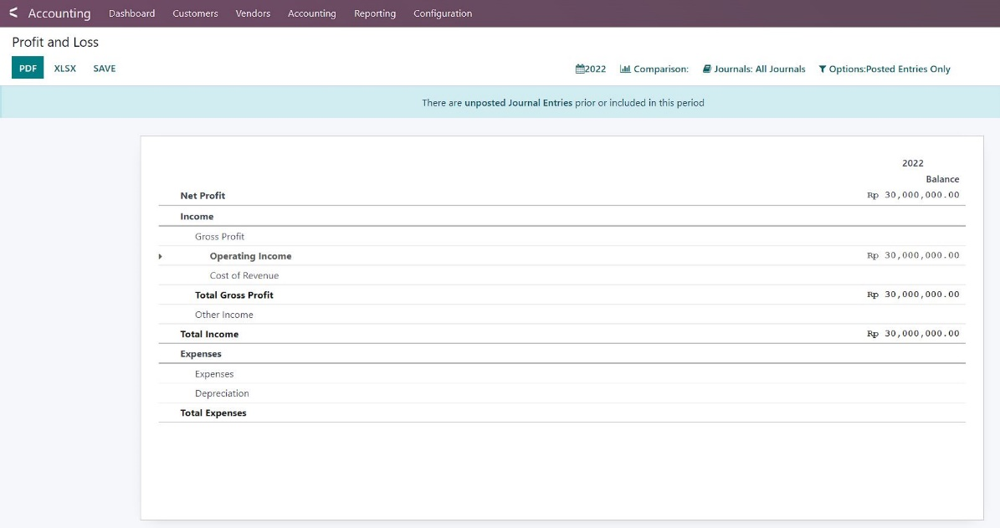 < Accounting Dashboard Customers Vendors Accounting Reporting Configuration
Profit and Loss
PDF XLSX SAVE 2022 Comparison: Journals: All Journals Options:Posted Entries Only
There are unposted Journal Entries prior or included in this period
2022
Balance
Net Profit Rp 30,000,000.00
Income
Gross Profit
Operating Income Rp 30,000,000.00
Cost of Revenue
Total Gross Profit Rp 30,000,000.00
Other Income
Total Income Rp 30,000,000.00
Expenses
Expenses
Depreciation
Total Expenses